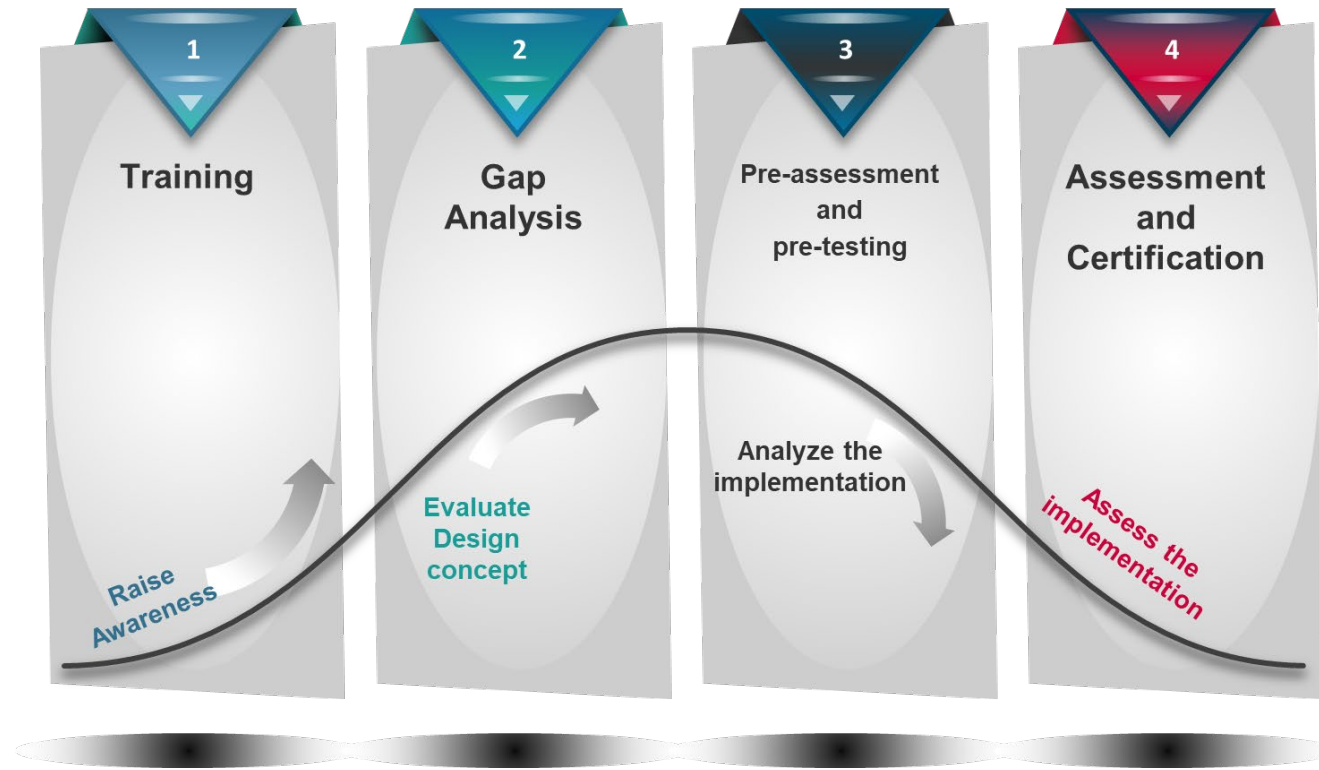 1
Training
Raise
Awareness
2
Gap
Analysis
Evaluate
Design
concept
3
Pre-assessment
and
pre-testing
Analyze the
implementation
4
Assessment
and
Certification
Assess the
implementation